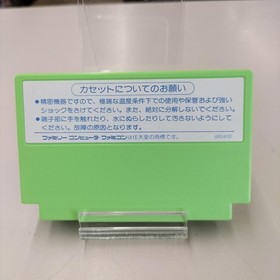 カセットについてのお願い
●精密機器ですので、極端な温度条件下での使用や保管および強い
ショックをさけてください。また、絶対に分解しないでください。
●端子部に手を触れたり、水にぬらしたりして汚さないようにして
ください。故障の原因となります。
ファミリー コンピュータ ファミコンは任天堂の商標です。